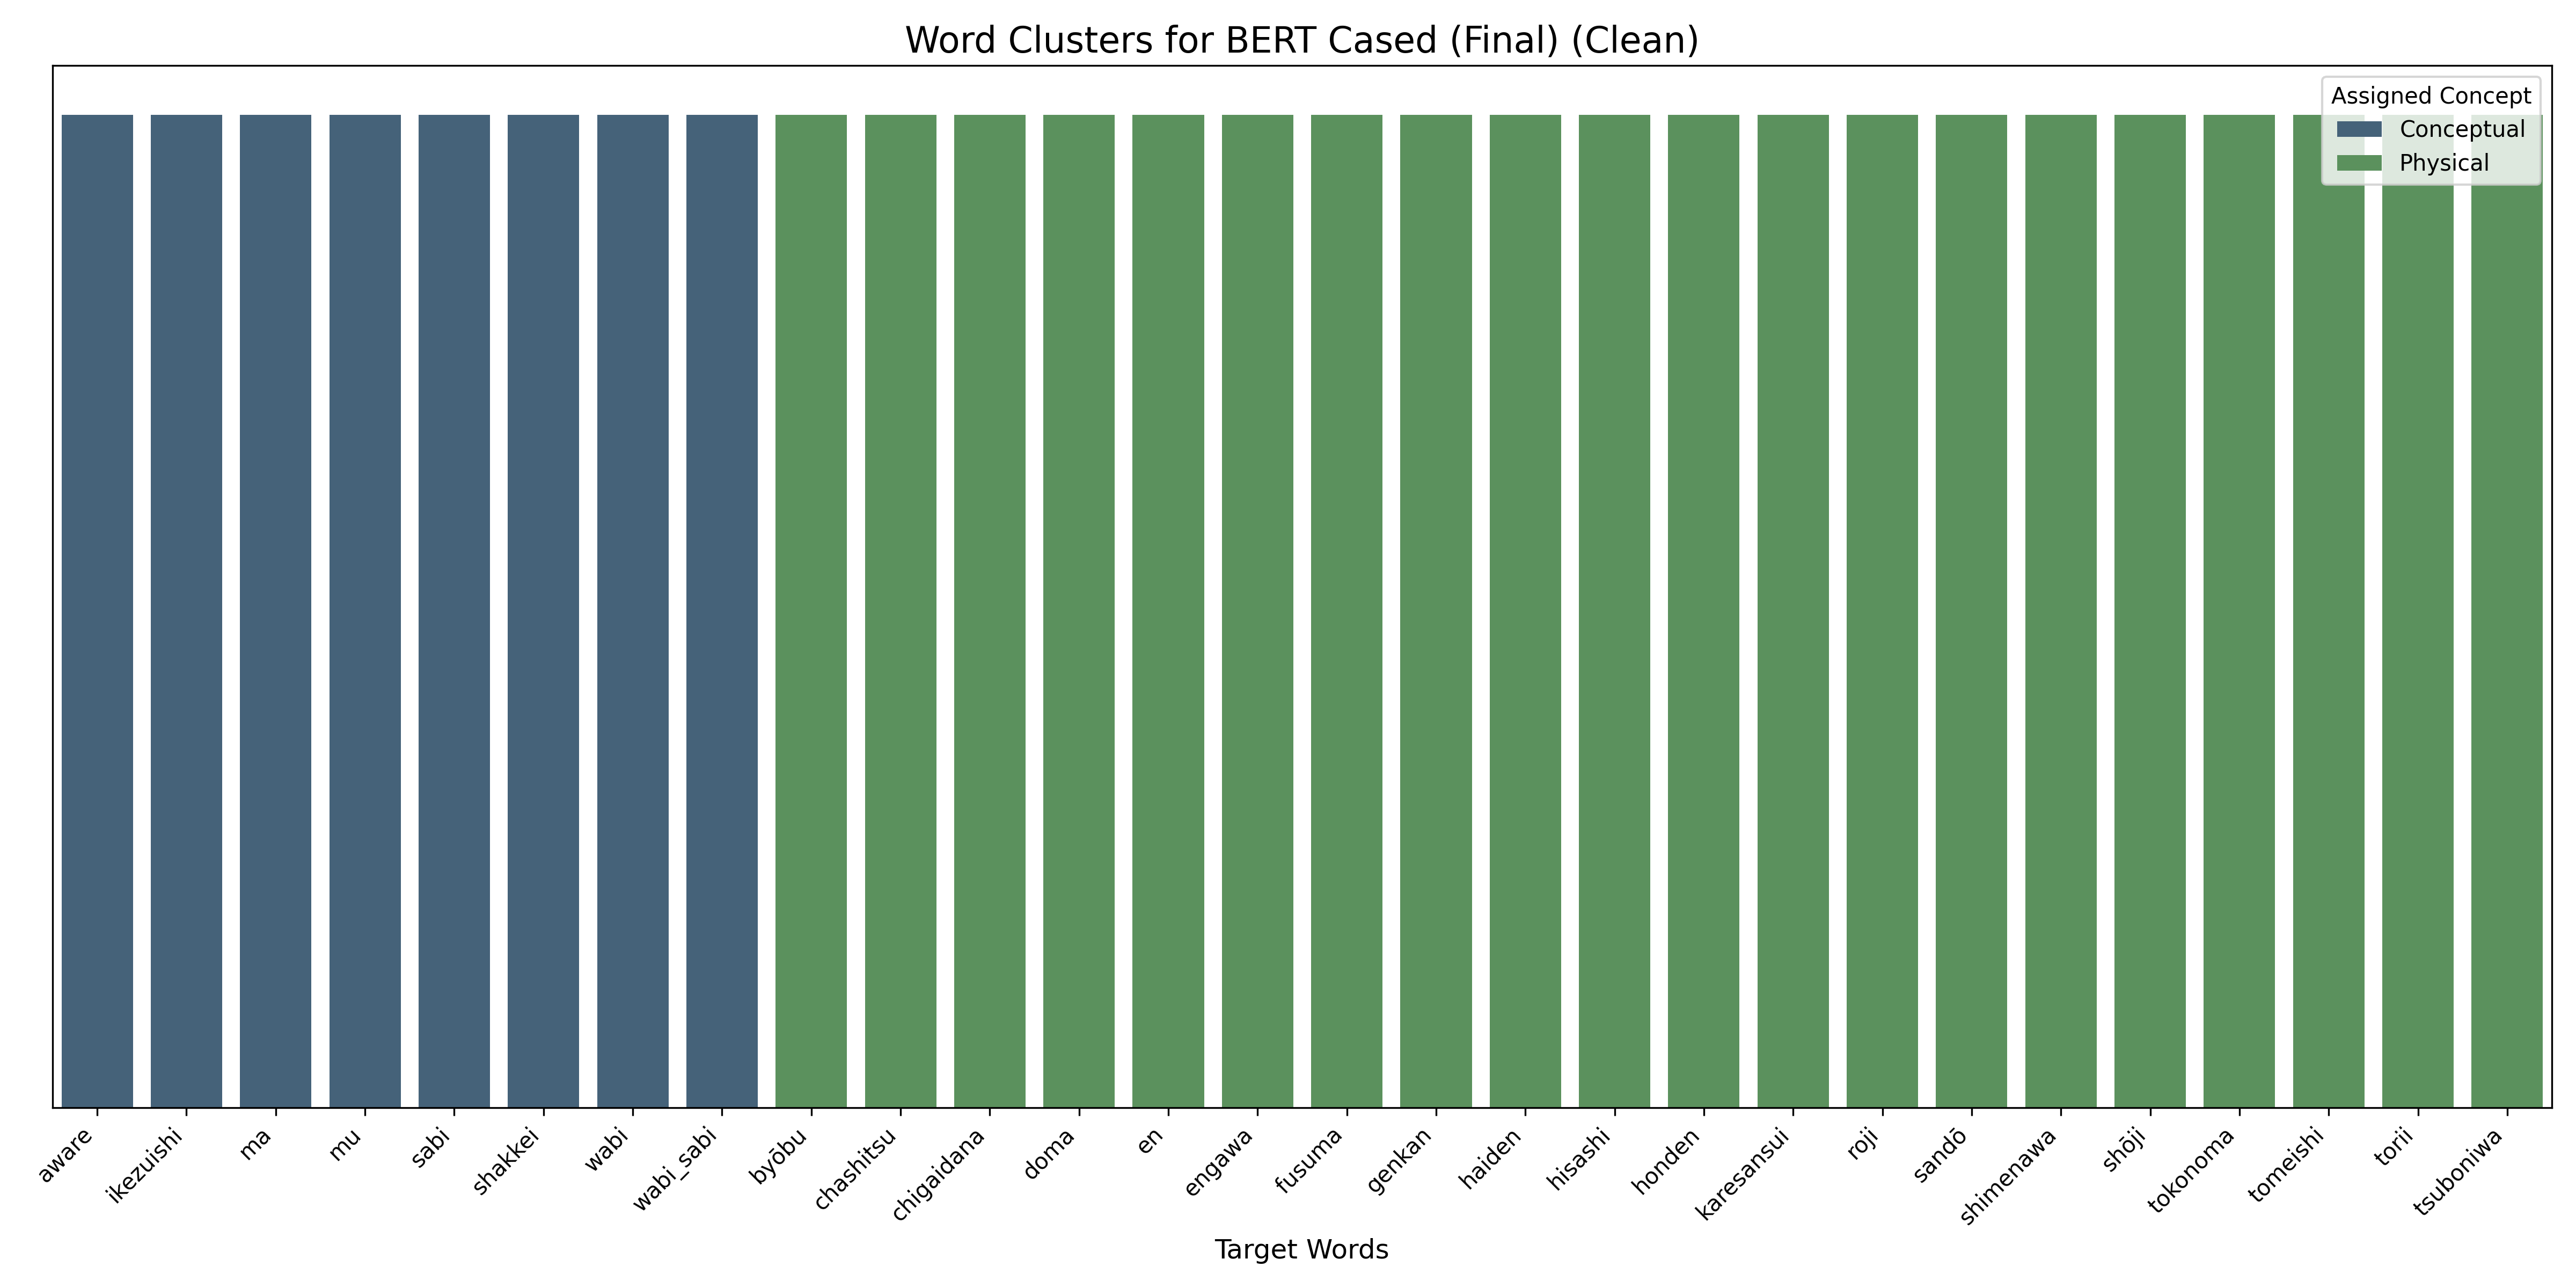 Word Clusters for BERT Cased (Final) (Clean)
Assigned Concept
Conceptual
Physical
aware
ikezuishi
ma
mu
sabi
shakkei
wabi
wabi_sabi
byōbu
chashitsu
chigaidana
doma
en
engawa
fusuma
genkan
haiden
hisashi
honden
karesansui
roji
sandō
shimenawa
shōji
tokonoma
tomeishi
torii
tsuboniwa
Target Words